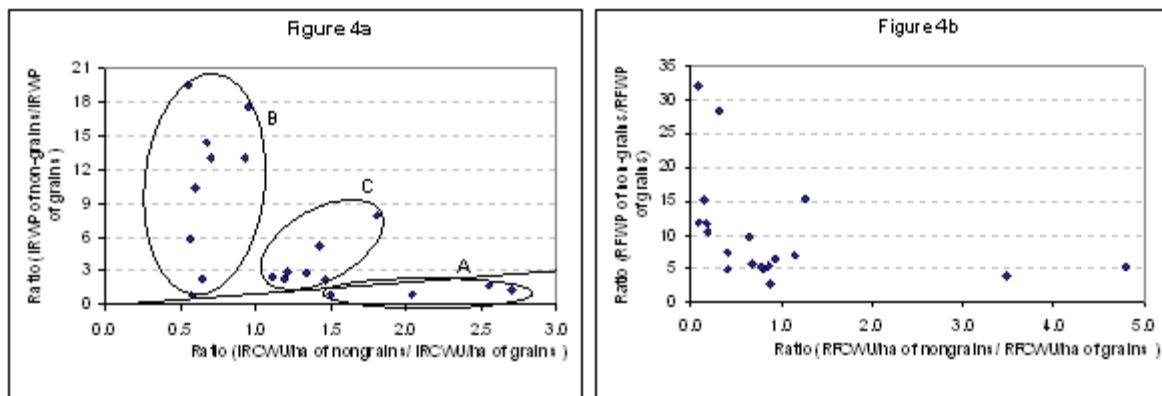 Figure 4a
Ratio (IRWP of non-grains/IRWP
of grains)
21
18
15
12
9
6
3
0
B
C
A
0.0 0.5 1.0 1.5 2.0 2.5 3.0
Ratio (IRCWU/ha of nongrains/ IRCWU/ha of grains )
Figure 4b
Ratio (RFWP of non-grains/RFWP
of grains)
35
30
25
20
15
10
5
0
0.0 1.0 2.0 3.0 4.0 5.0
Ratio (RFCWU/ha of nongrains/ RFCWU/ha of grains )